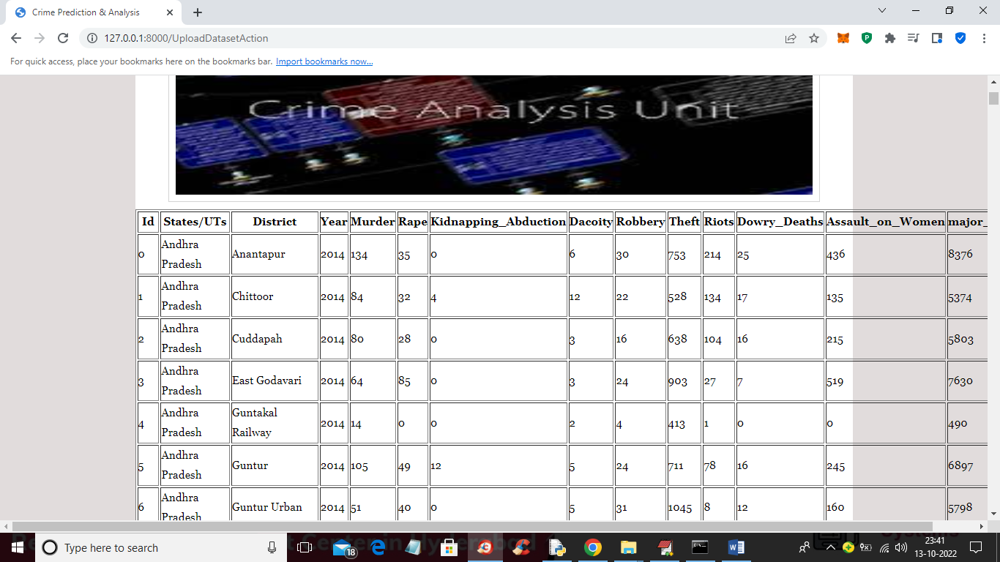 Crime Prediction & Analysis
127.0.0.1:8000/UploadDatasetAction
For quick access, place your bookmarks here on the bookmarks bar. Import bookmarks now...
Crime Analysis Unit
Id States/UTs District Year Murder Rape Kidnapping_Abduction Dacoity Robbery Theft Riots Dowry_Deaths Assault_on_Women major_
0 Andhra Pradesh Anantapur 2014 134 35 0 6 30 753 214 25 436 8376
1 Andhra Pradesh Chittoor 2014 84 32 4 12 22 528 134 17 135 5374
2 Andhra Pradesh Cuddapah 2014 80 28 0 3 16 638 104 16 215 5803
3 Andhra Pradesh East Godavari 2014 64 85 0 3 24 903 27 7 519 7630
4 Andhra Pradesh Guntakal Railway 2014 14 0 0 2 4 413 1 0 0 490
5 Andhra Pradesh Guntur 2014 105 49 12 5 24 711 78 16 245 6897
6 Andhra Pradesh Guntur Urban 2014 51 40 0 5 31 1045 8 12 160 5798
Type here to search
18
23:41
13-10-2022